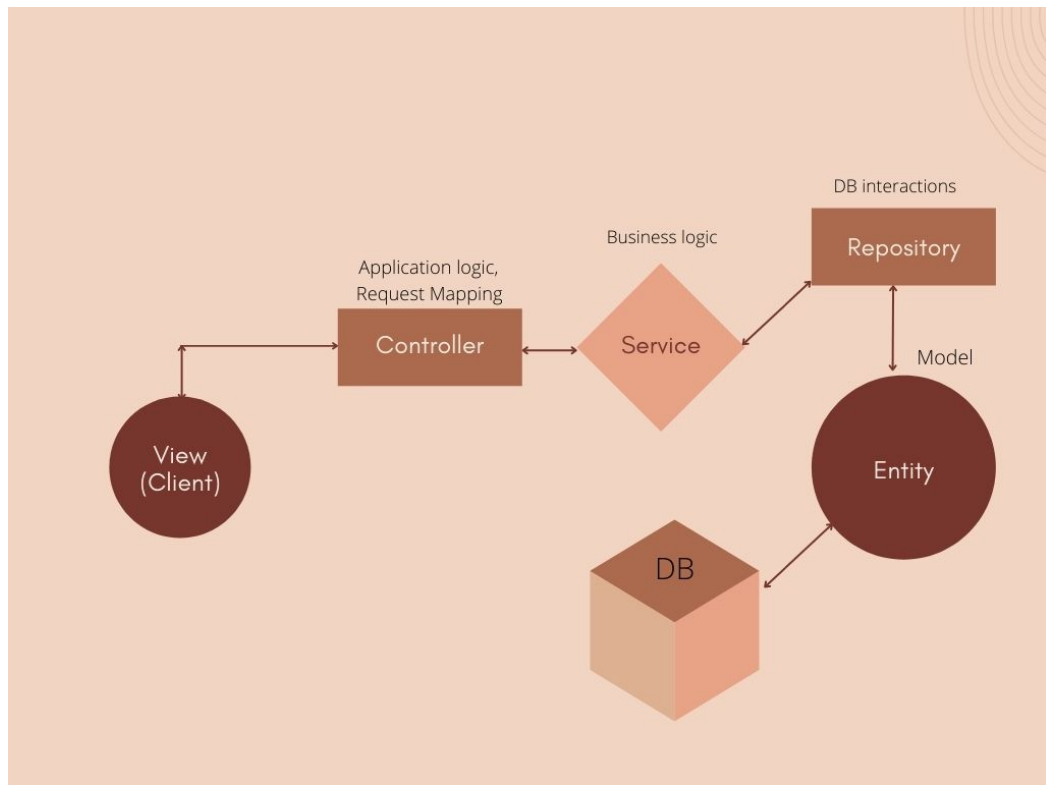 DB interactions
Repository
Business logic
Application logic,
Request Mapping
Controller
Service
Model
View
(Client)
Entity
DB